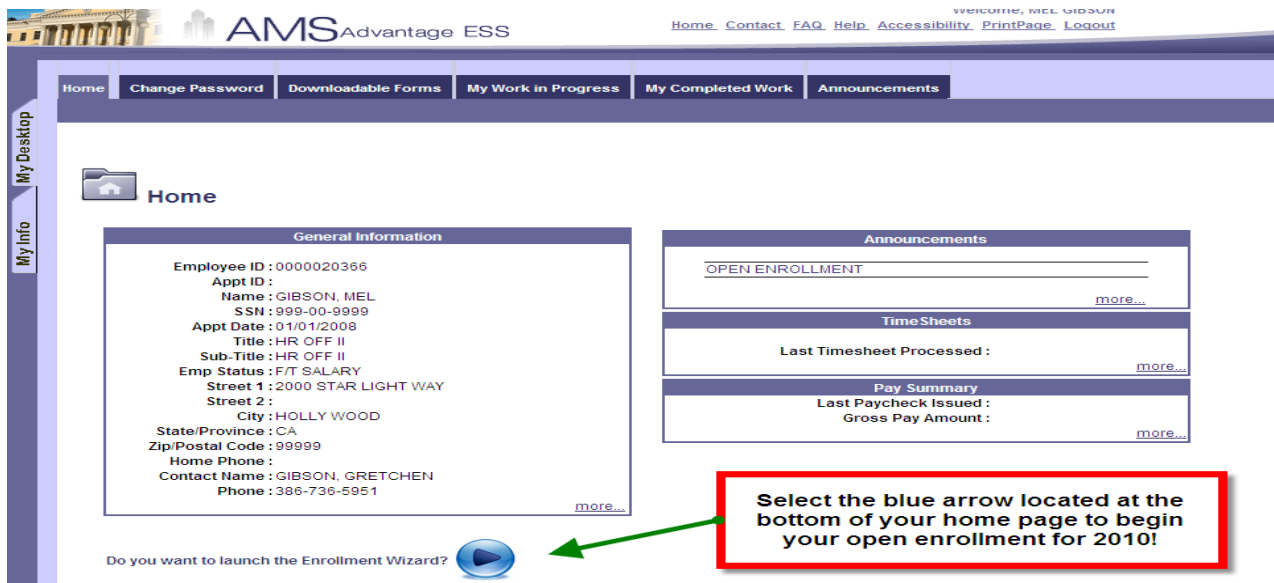 Welcome, MEL GIBSON
AMSAdvantage ESS
Home Contact FAQ Help Accessibility PrintPage Logout
Home Change Password Downloadable Forms My Work in Progress My Completed Work Announcements
My Desktop
My Info
Home
General Information
Employee ID : 0000020366
Appt ID :
Name : GIBSON, MEL
SSN : 999-00-9999
Appt Date : 01/01/2008
Title : HR OFF II
Sub-Title : HR OFF II
Emp Status : F/T SALARY
Street 1 : 2000 STAR LIGHT WAY
Street 2 :
City : HOLLY WOOD
State/Province : CA
Zip/Postal Code : 99999
Home Phone :
Contact Name : GIBSON, GRETCHEN
Phone : 386-736-5951
more...
Announcements
OPEN ENROLLMENT
more...
TimeSheets
Last Timesheet Processed :
more...
Pay Summary
Last Paycheck Issued :
Gross Pay Amount :
more...
Do you want to launch the Enrollment Wizard?
Select the blue arrow located at the
bottom of your home page to begin
your open enrollment for 2010!